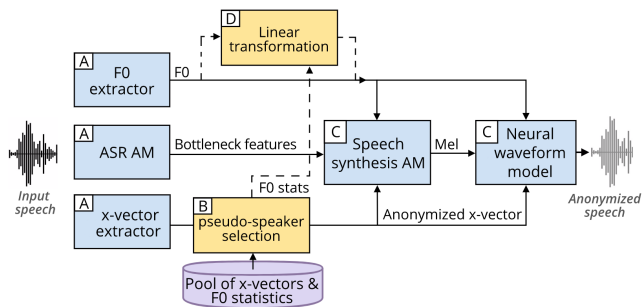 D
Linear
transformation
A
F0
F0
extractor
A
ASR AM
Bottleneck features
C
Speech
synthesis AM
Mel
C
Neural
waveform
model
Input
speech
Anonymized
speech
F0 stats
A
x-vector
extractor
B
pseudo-speaker
selection
Anonymized x-vector
Pool of x-vectors &
F0 statistics